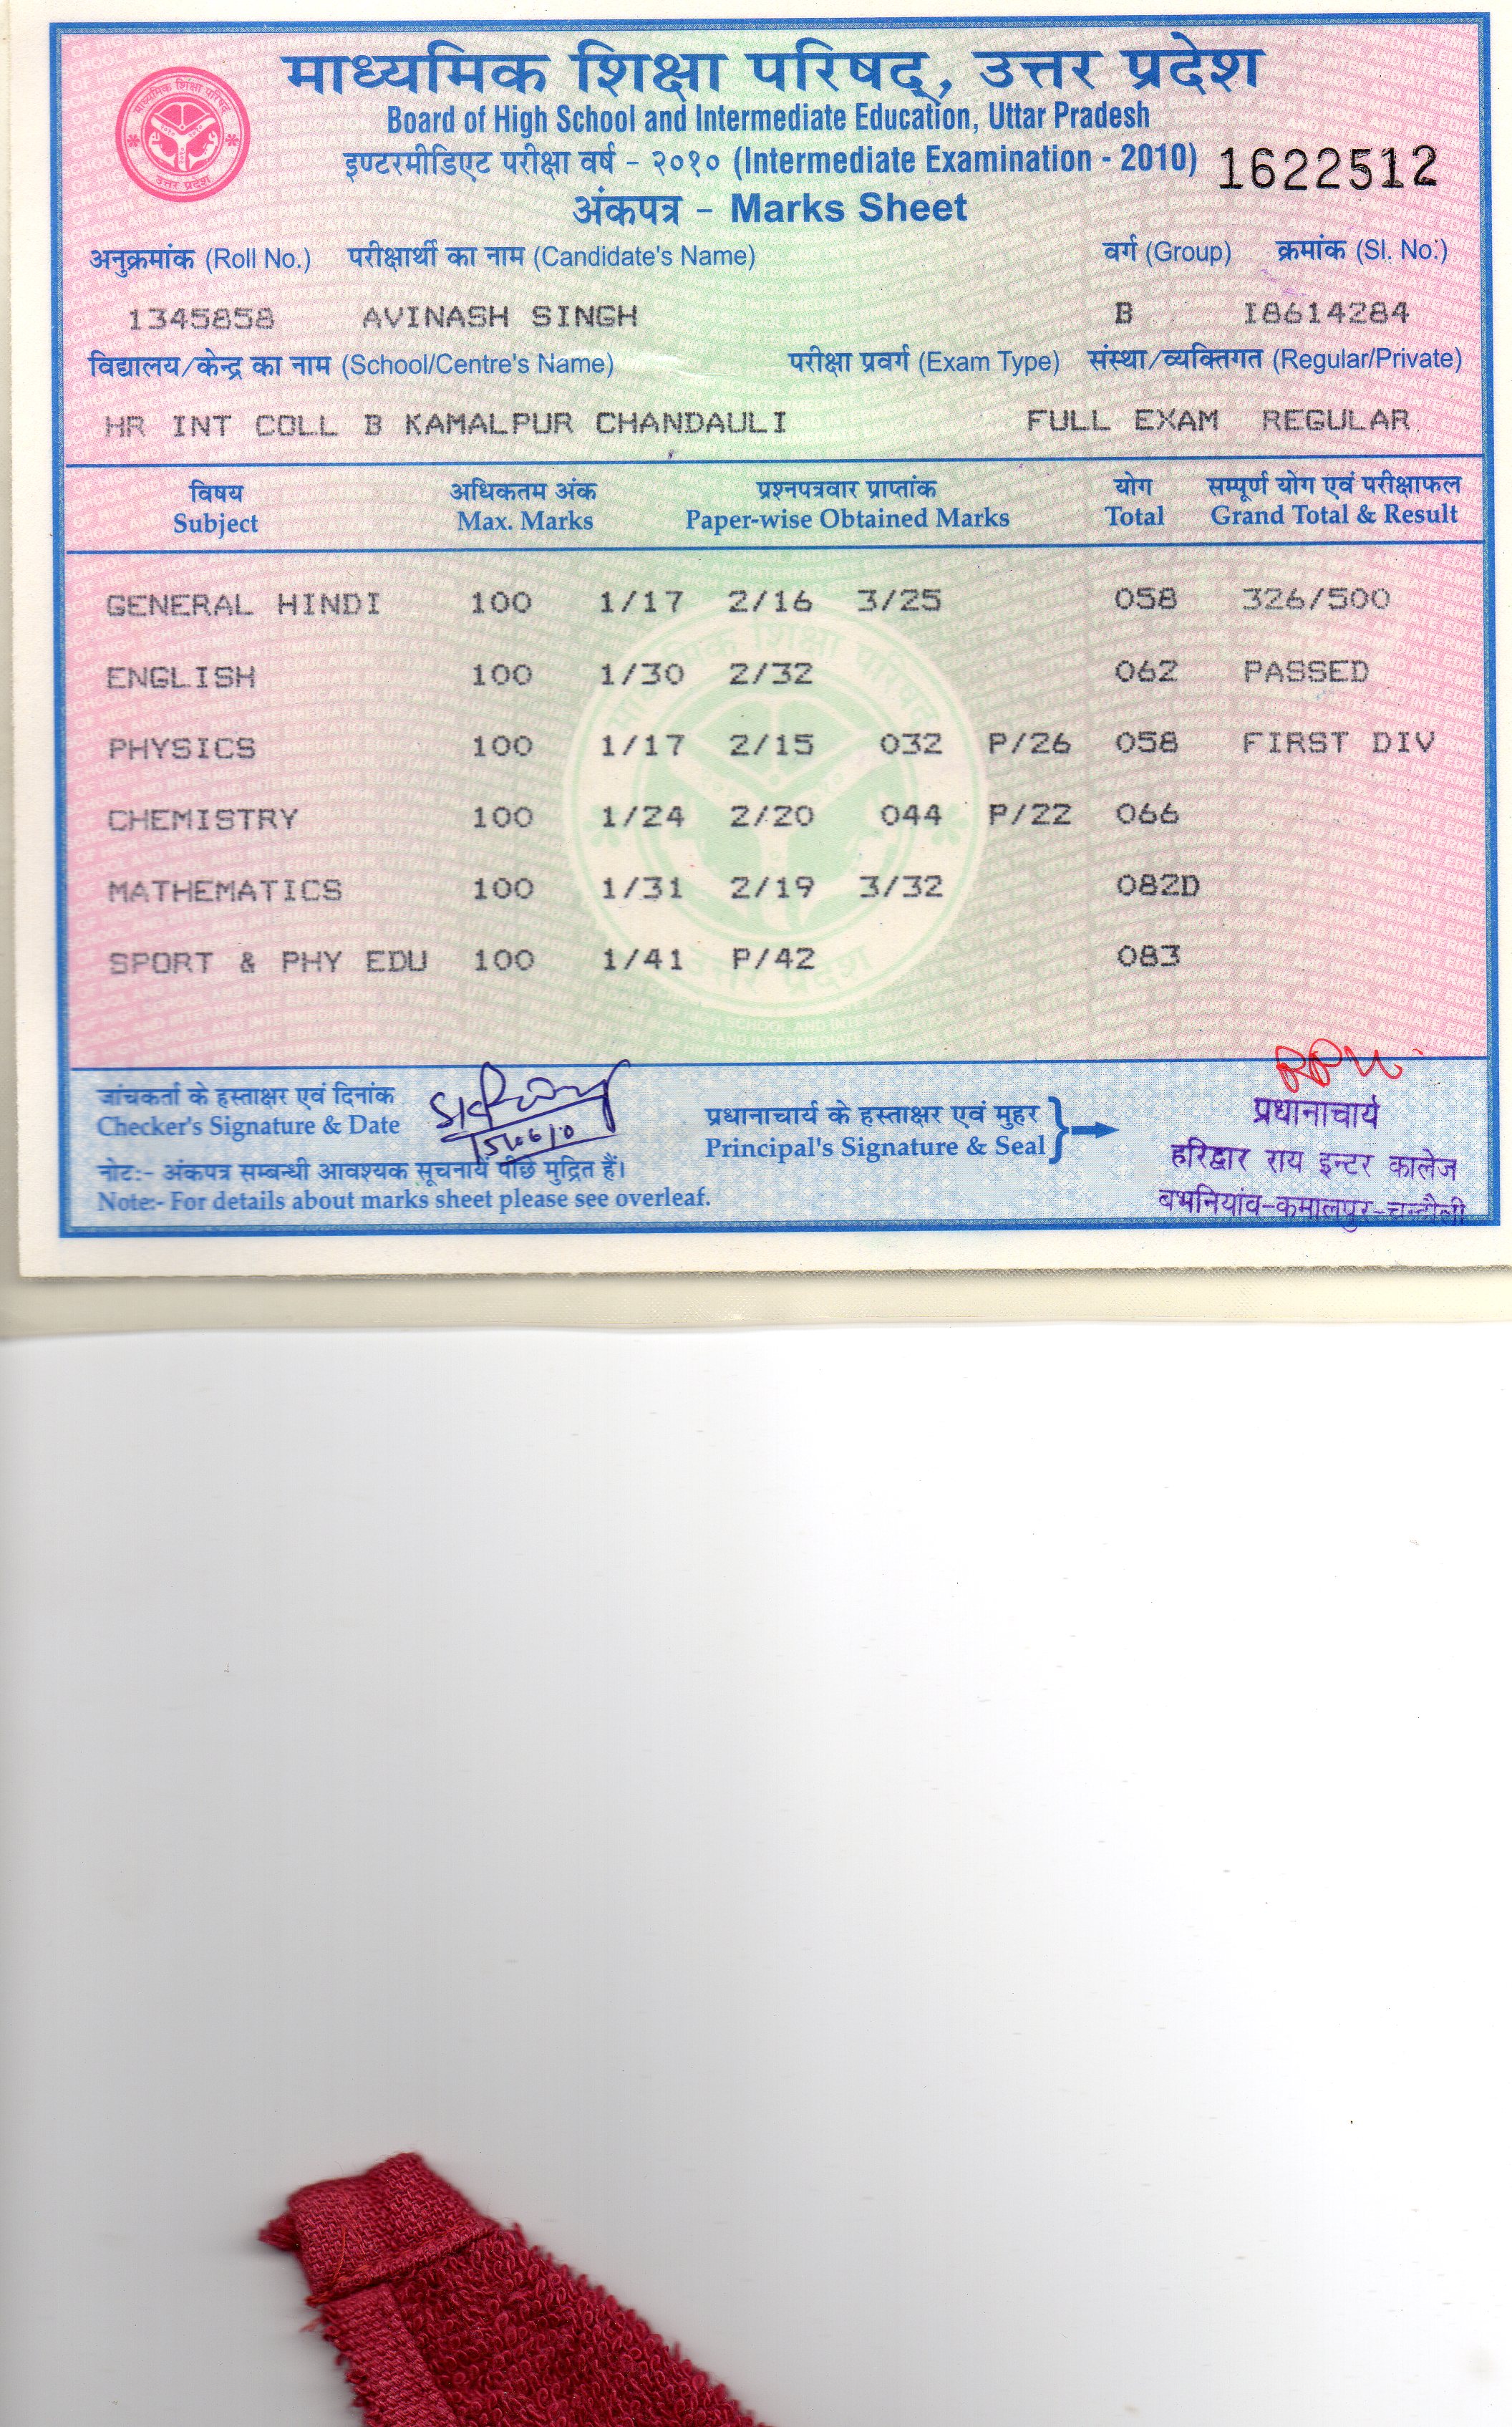 माध्यमिक शिक्षा परिषद्, उत्तर प्रदेश
Board of High School and Intermediate Education, Uttar Pradesh
इण्टरमीडिएट परीक्षा वर्ष - २०१० (Intermediate Examination - 2010) 1622512
अंकपत्र - Marks Sheet
अनुक्रमांक (Roll No.) परीक्षार्थी का नाम (Candidate's Name) वर्ग (Group) क्रमांक (Sl. No.)
1345858 AVINASH SINGH B I8614284
विद्यालय/केन्द्र का नाम (School/Centre's Name) परीक्षा प्रवर्ग (Exam Type) संस्था/व्यक्तिगत (Regular/Private)
HR INT COLL B KAMALPUR CHANDAULI FULL EXAM REGULAR
विषय अधिकतम अंक प्रश्नपत्रवार प्राप्तांक योग सम्पूर्ण योग एवं परीक्षाफल
Subject Max. Marks Paper-wise Obtained Marks Total Grand Total & Result
GENERAL HINDI 100 1/17 2/16 3/25 058 326/500
ENGLISH 100 1/30 2/32 062 PASSED
PHYSICS 100 1/17 2/15 032 P/26 058 FIRST DIV
CHEMISTRY 100 1/24 2/20 044 P/22 066
MATHEMATICS 100 1/31 2/19 3/32 082D
SPORT & PHY EDU 100 1/41 P/42 083
जांचकर्ता के हस्ताक्षर एवं दिनांक
Checker's Signature & Date
प्रधानाचार्य के हस्ताक्षर एवं मुहर
Principal's Signature & Seal
प्रधानाचार्य
हरिद्वार राय इन्टर कालेज
बभनियांव-कमालपुर-चन्दौली
नोट:- अंकपत्र सम्बन्धी आवश्यक सूचनायें पीछे मुद्रित हैं।
Note:- For details about marks sheet please see overleaf.